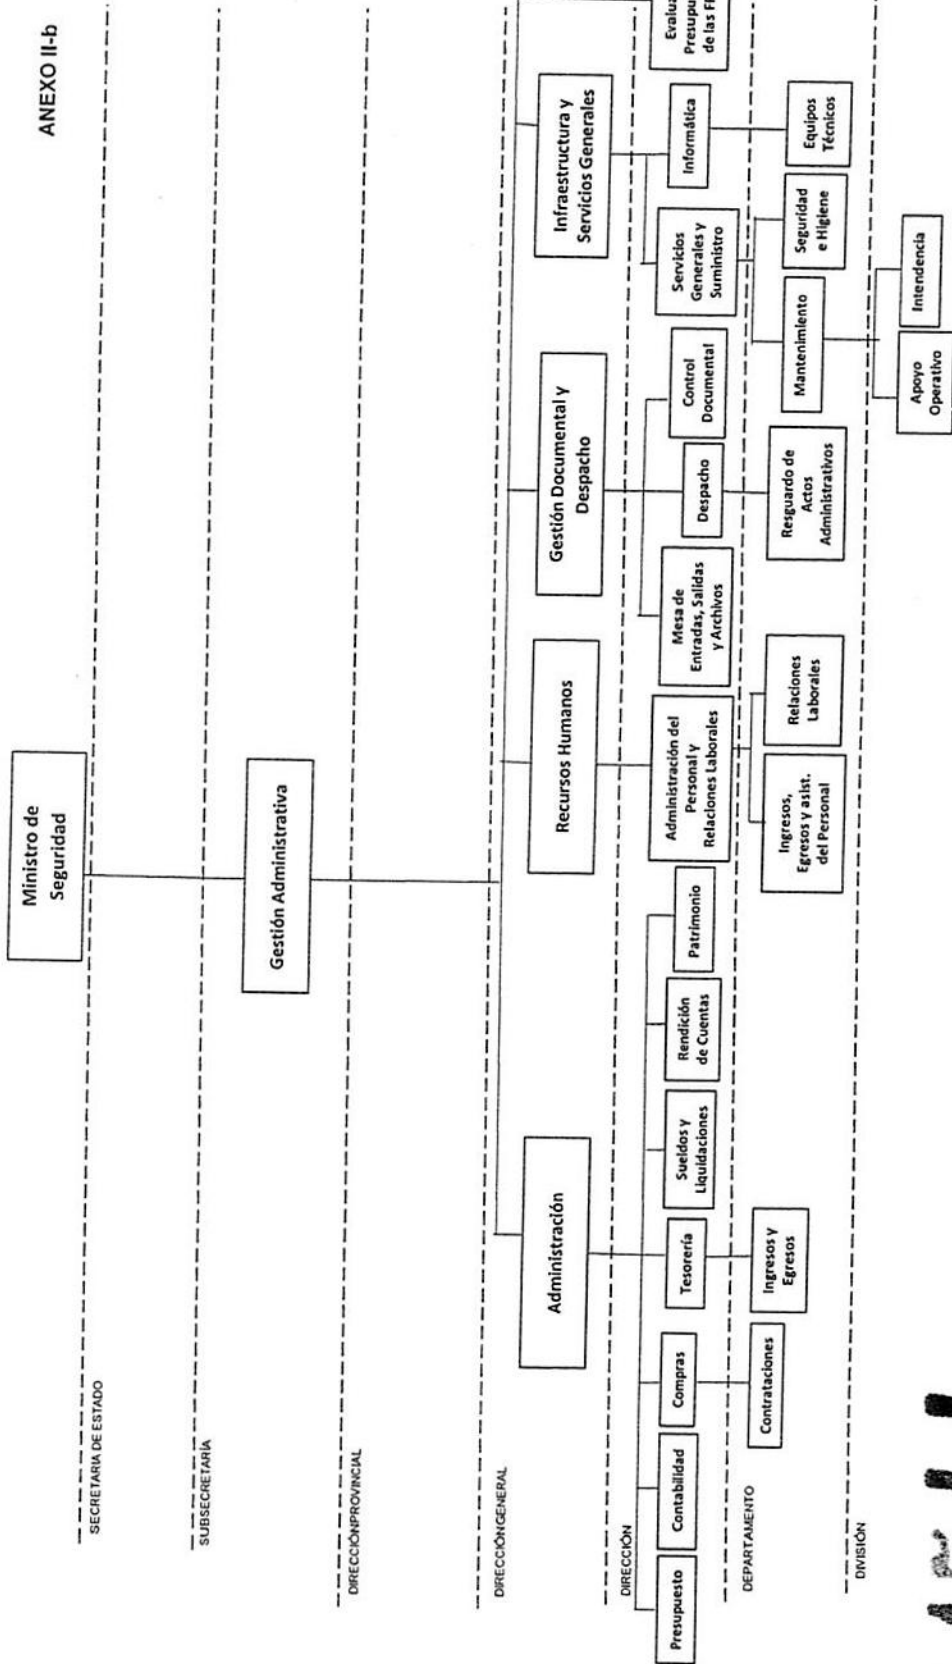 ANEXO II-b
Ministro de
Seguridad
SECRETARIA DE ESTADO
Gestión Administrativa
SUBSECRETARÍA
DIRECCIÓN PROVINCIAL
DIRECCIÓN GENERAL
Administración
Recursos Humanos
Gestión Documental y
Despacho
Infraestructura y
Servicios Generales
DIRECCIÓN
Presupuesto
Contabilidad
Compras
Tesorería
Sueldos y
Liquidaciones
Rendición
de Cuentas
Patrimonio
Administración del
Personal y
Relaciones Laborales
Mesa de
Entradas, Salidas
y Archivos
Despacho
Control
Documental
Servicios
Generales y
Suministro
Informática
de las
DEPARTAMENTO
Contrataciones
Ingresos y
Egresos
Ingresos,
Egresos y asist.
del Personal
Relaciones
Laborales
Resguardo de
Actos
Administrativos
Mantenimiento
Seguridad
e Higiene
Equipos
Técnicos
DIVISIÓN
Apoyo
Operativo
Intendencia